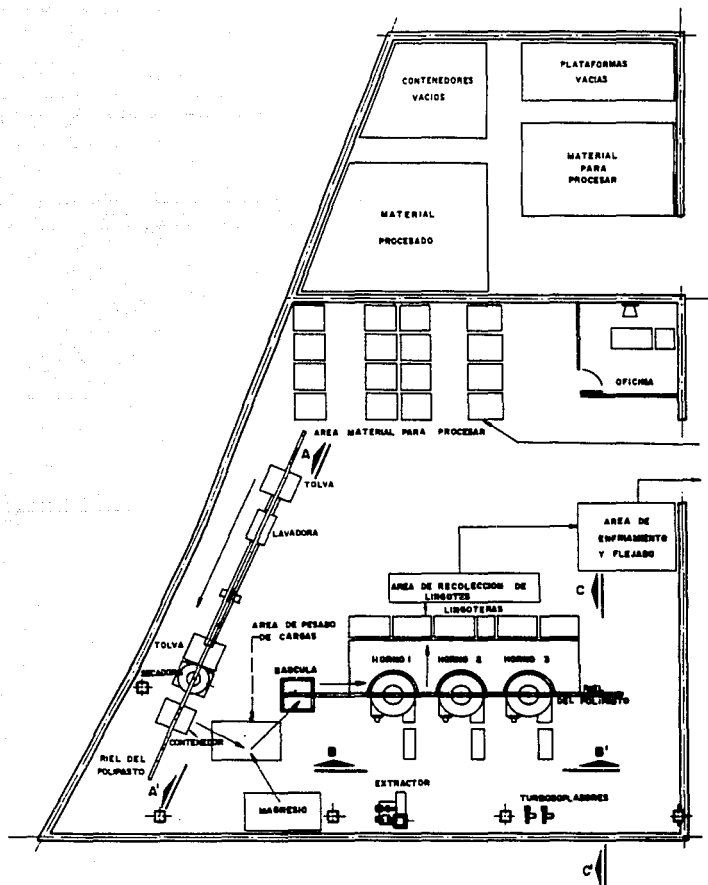 CONTENEDORES
VACIOS
PLATAFORMAS
VACIAS
MATERIAL
PARA
PROCESAR
MATERIAL
PROCESADO
OFICINA
AREA MATERIAL PARA PROCESAR
A
TOLVA
LAVADORA
AREA DE
ENFRIAMIENTO
Y FLEJADO
C
AREA DE RECOLECCION DE
LINGOTES
LINGOTERAS
AREA DE PESADO
DE CARGAS
TOLVA
SECADORA
BASCULA
HORNO 1
HORNO 2
HORNO 3
DEL POLIPASTO
CONTENEDOR
RIEL DEL
POLIPASTO
A'
B
B'
MAGNESIO
EXTRACTOR
TURBOSOPLADORES
C'